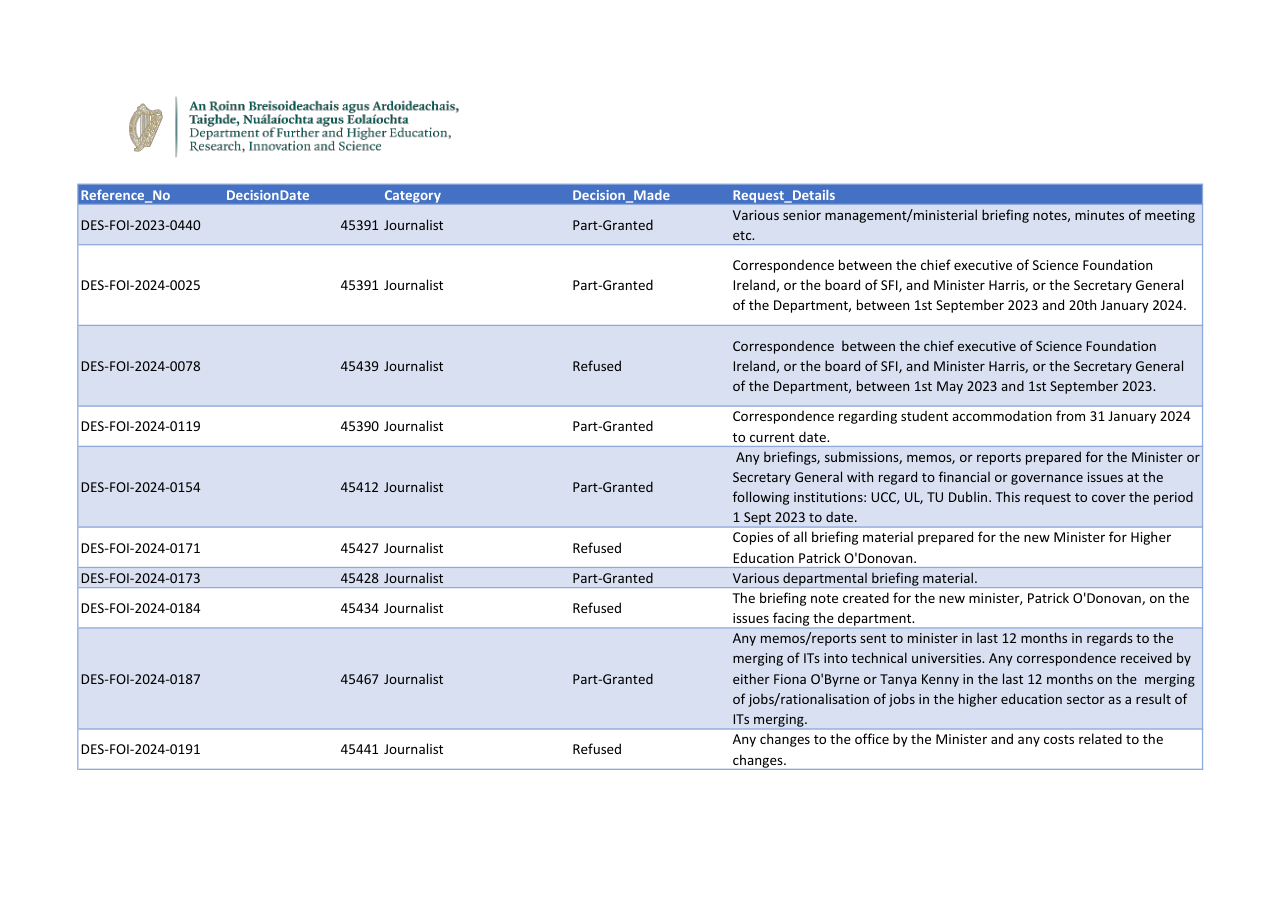 An Roinn Breisoideachais agus Ardoideachais,
Taighde, Nuálaíochta agus Eolaíochta
Department of Further and Higher Education,
Research, Innovation and Science
Reference_No DecisionDate Category Decision_Made Request_Details
DES-FOI-2023-0440 45391 Journalist Part-Granted Various senior management/ministerial briefing notes, minutes of meeting
etc.
DES-FOI-2024-0025 45391 Journalist Part-Granted Correspondence between the chief executive of Science Foundation
Ireland, or the board of SFI, and Minister Harris, or the Secretary General
of the Department, between 1st September 2023 and 20th January 2024.
DES-FOI-2024-0078 45439 Journalist Refused Correspondence  between the chief executive of Science Foundation
Ireland, or the board of SFI, and Minister Harris, or the Secretary General
of the Department, between 1st May 2023 and 1st September 2023.
DES-FOI-2024-0119 45390 Journalist Part-Granted Correspondence regarding student accommodation from 31 January 2024
to current date.
DES-FOI-2024-0154 45412 Journalist Part-Granted Any briefings, submissions, memos, or reports prepared for the Minister or
Secretary General with regard to financial or governance issues at the
following institutions: UCC, UL, TU Dublin. This request to cover the period
1 Sept 2023 to date.
DES-FOI-2024-0171 45427 Journalist Refused Copies of all briefing material prepared for the new Minister for Higher
Education Patrick O'Donovan.
DES-FOI-2024-0173 45428 Journalist Part-Granted Various departmental briefing material.
DES-FOI-2024-0184 45434 Journalist Refused The briefing note created for the new minister, Patrick O'Donovan, on the
issues facing the department.
DES-FOI-2024-0187 45467 Journalist Part-Granted Any memos/reports sent to minister in last 12 months in regards to the
merging of ITs into technical universities. Any correspondence received by
either Fiona O'Byrne or Tanya Kenny in the last 12 months on the  merging
of jobs/rationalisation of jobs in the higher education sector as a result of
ITs merging.
DES-FOI-2024-0191 45441 Journalist Refused Any changes to the office by the Minister and any costs related to the
changes.